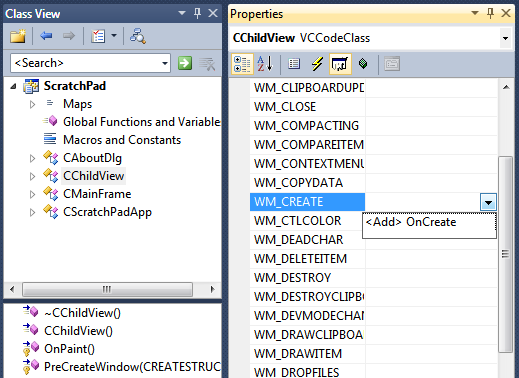 Class View
<Search>
ScratchPad
Maps
Global Functions and Variable
Macros and Constants
CAboutDlg
CChildView
CMainFrame
CScratchPadApp
~CChildView()
CChildView()
OnPaint()
PreCreateWindow(CREATESTRUC
Properties
CChildView VCCodeClass
WM_CLIPBOARDUPD
WM_CLOSE
WM_COMPACTING
WM_COMPAREITEM
WM_CONTEXTMENU
WM_COPYDATA
WM_CREATE
WM_CTLCOLOR
<Add> OnCreate
WM_DEADCHAR
WM_DELETEITEM
WM_DESTROY
WM_DESTROYCLIPB
WM_DEVMODECHAN
WM_DRAWCLIPBOA
WM_DRAWITEM
WM_DROPFILES